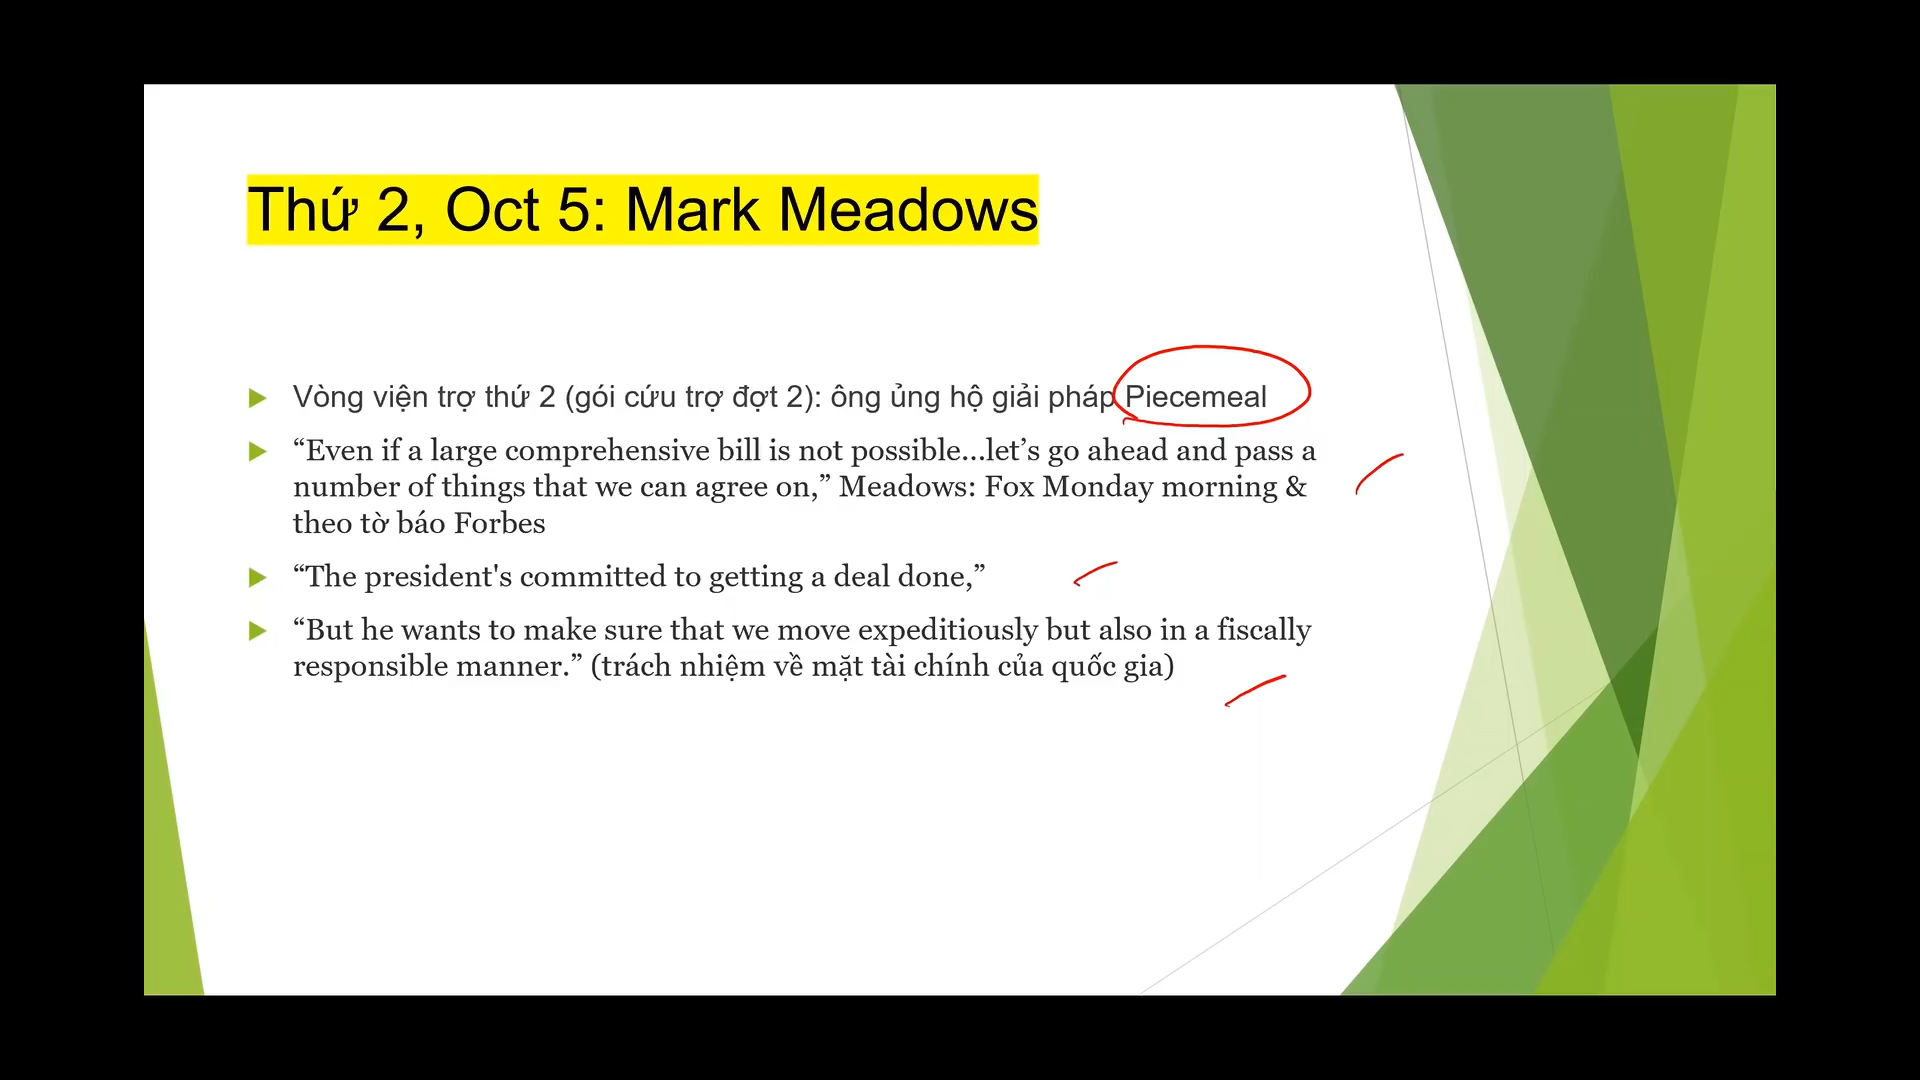 Thứ 2, Oct 5: Mark Meadows
Vòng viện trợ thứ 2 (gói cứu trợ đợt 2): ông ủng hộ giải pháp Piecemeal
“Even if a large comprehensive bill is not possible...let’s go ahead and pass a
number of things that we can agree on,” Meadows: Fox Monday morning &
theo tờ báo Forbes
“The president's committed to getting a deal done,”
“But he wants to make sure that we move expeditiously but also in a fiscally
responsible manner.” (trách nhiệm về mặt tài chính của quốc gia)